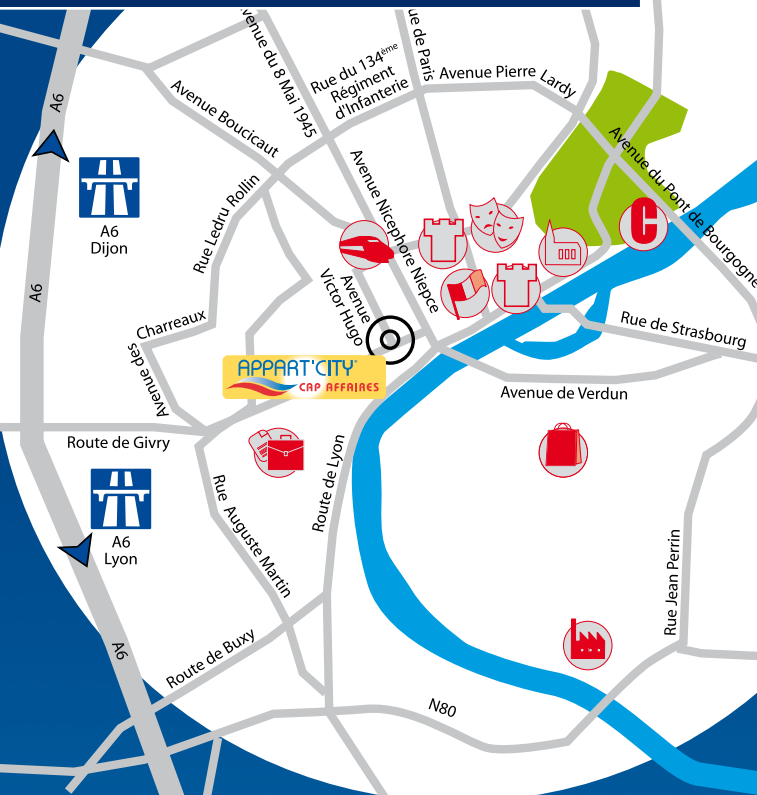 Avenue du 8 Mai 1945
Rue du 134ème
Régiment
d'Infanterie
ue de Paris
Avenue Pierre Lardy
A6
Avenue Boucicaut
Avenue du Pont de Bourgogne
A6
Dijon
Rue Ledru Rollin
Avenue Nicephore Niepce
C
A6
Avenue
Victor Hugo
Charreaux
Avenue des
Rue de Strasbourg
APPART'CITY®
CAP AFFAIRES
Avenue de Verdun
Route de Givry
Route de Lyon
Rue Auguste Martin
A6
Lyon
Rue Jean Perrin
A6
Route de Buxy
N80